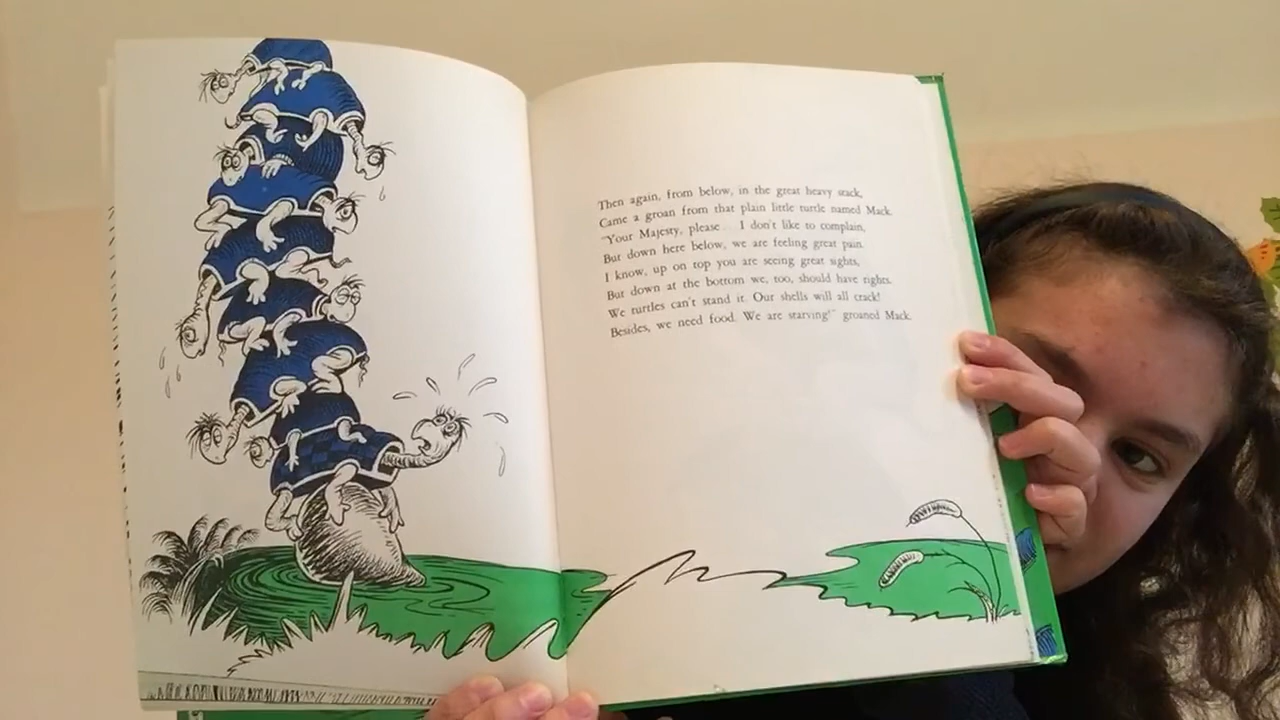 Then again, from below, in the great heavy stack,
Came a groan from that plain little turtle named Mack.
"Your Majesty, please . . I don't like to complain,
But down here below, we are feeling great pain.
I know, up on top you are seeing great sights,
But down at the bottom we, too, should have rights.
We turtles can't stand it. Our shells will all crack!
Besides, we need food. We are starving!" groaned Mack.